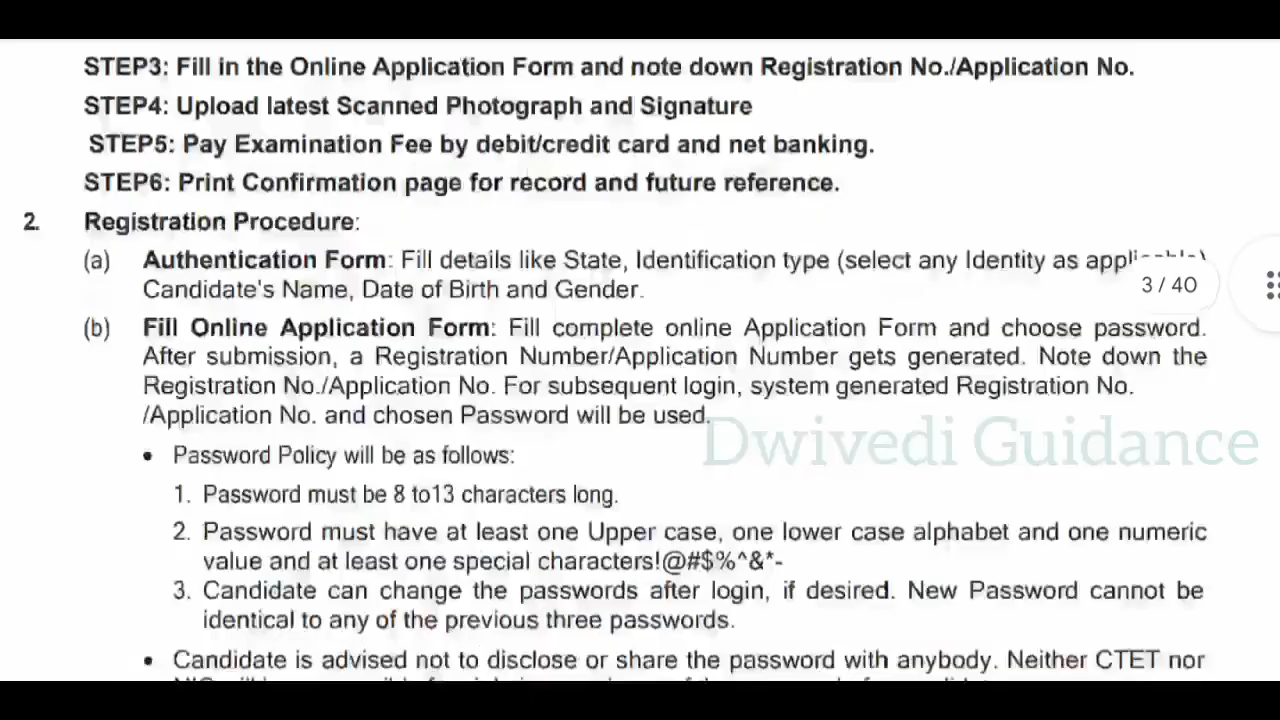 STEP3: Fill in the Online Application Form and note down Registration No./Application No.
STEP4: Upload latest Scanned Photograph and Signature
STEP5: Pay Examination Fee by debit/credit card and net banking.
STEP6: Print Confirmation page for record and future reference.
2. Registration Procedure:
(a) Authentication Form: Fill details like State, Identification type (select any Identity as
Candidate's Name, Date of Birth and Gender.
3 / 40
(b) Fill Online Application Form: Fill complete online Application Form and choose password.
After submission, a Registration Number/Application Number gets generated. Note down the
Registration No./Application No. For subsequent login, system generated Registration No.
/Application No. and chosen Password will be used.
Dwivedi Guidance
• Password Policy will be as follows:
1. Password must be 8 to13 characters long.
2. Password must have at least one Upper case, one lower case alphabet and one numeric
value and at least one special characters!@#$%^&*-
3. Candidate can change the passwords after login, if desired. New Password cannot be
identical to any of the previous three passwords.
• Candidate is advised not to disclose or share the password with anybody. Neither CTET nor